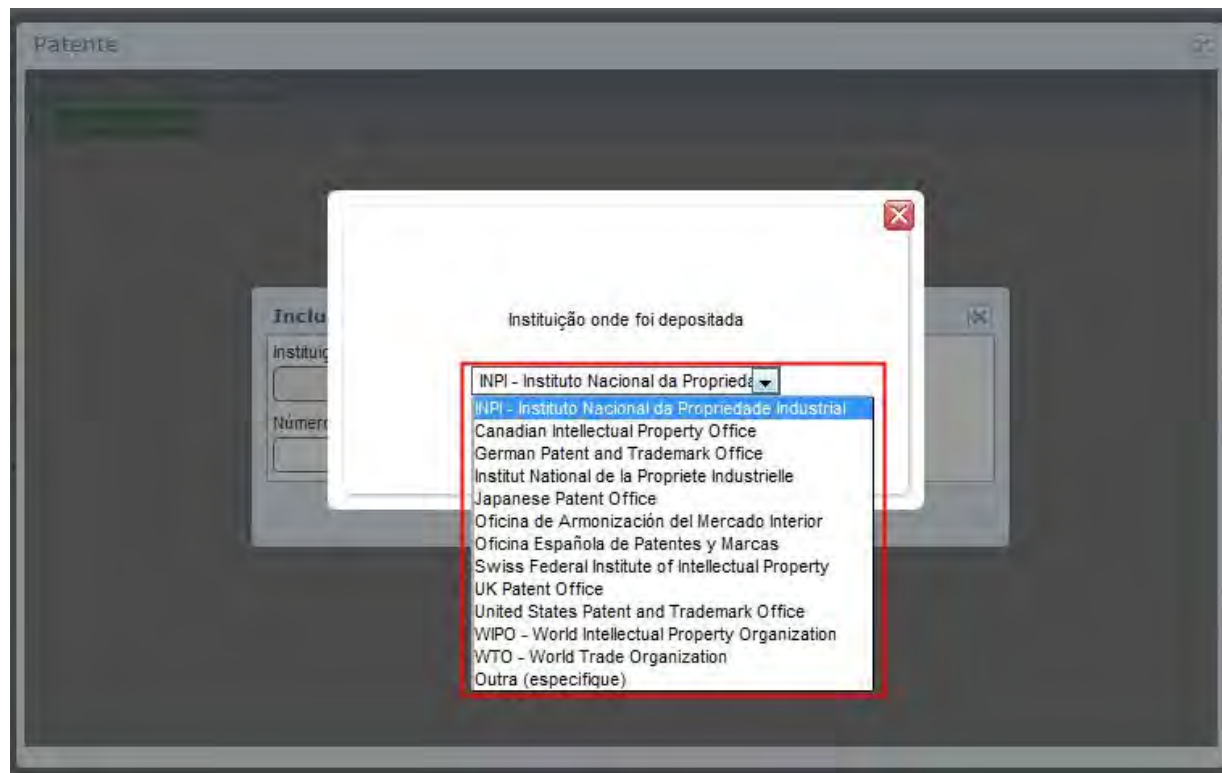 Patente
Instituição onde foi depositada
Inclu
Instituiç
Número
INPI - Instituto Nacional da Proprieda
INPI - Instituto Nacional da Propriedade Industrial
Canadian Intellectual Property Office
German Patent and Trademark Office
Institut National de la Propriete Industrielle
Japanese Patent Office
Oficina de Armonización del Mercado Interior
Oficina Española de Patentes y Marcas
Swiss Federal Institute of Intellectual Property
UK Patent Office
United States Patent and Trademark Office
WIPO - World Intellectual Property Organization
WTO - World Trade Organization
Outra (especifique)